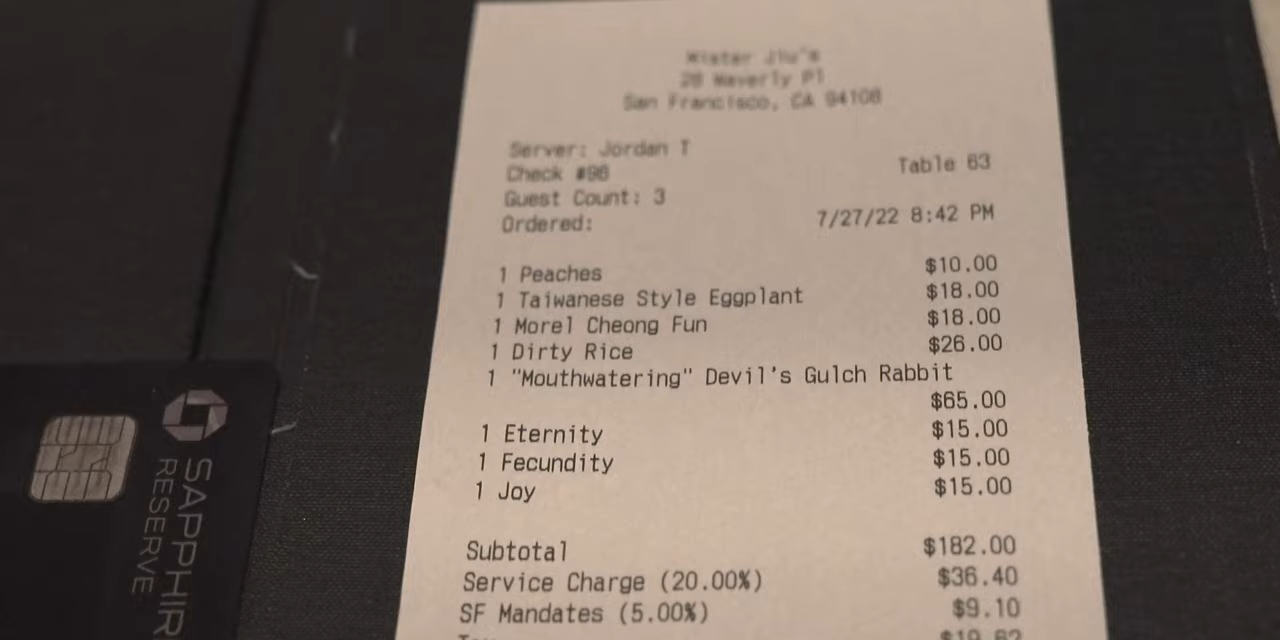 Mister Jiu's
28 Waverly Pl
San Francisco, CA 94108
Server: Jordan T
Check #96 Table 63
Guest Count: 3
Ordered: 7/27/22 8:42 PM
1 Peaches $10.00
1 Taiwanese Style Eggplant $18.00
1 Morel Cheong Fun $18.00
1 Dirty Rice $26.00
1 "Mouthwatering" Devil's Gulch Rabbit
$65.00
1 Eternity $15.00
1 Fecundity $15.00
1 Joy $15.00
Subtotal $182.00
Service Charge (20.00%) $36.40
SF Mandates (5.00%) $9.10
SAPPHIR
RESERVE